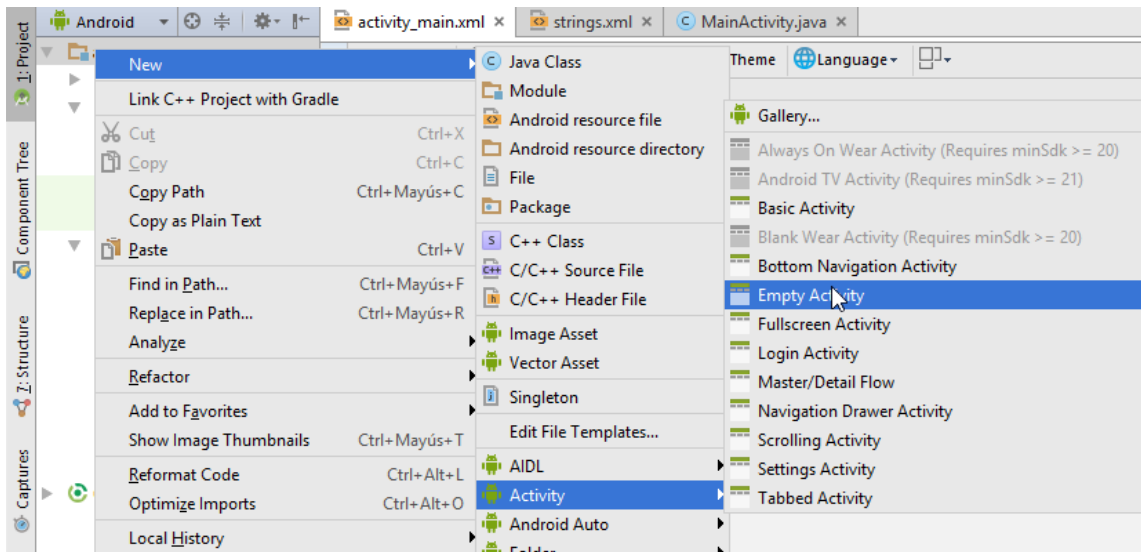 Android
activity_main.xml
strings.xml
MainActivity.java
1: Project
Component Tree
7: Structure
Captures
New
Link C++ Project with Gradle
Cut Ctrl+X
Copy Ctrl+C
Copy Path Ctrl+Mayús+C
Copy as Plain Text
Paste Ctrl+V
Find in Path... Ctrl+Mayús+F
Replace in Path... Ctrl+Mayús+R
Analyze
Refactor
Add to Favorites
Show Image Thumbnails Ctrl+Mayús+T
Reformat Code Ctrl+Alt+L
Optimize Imports Ctrl+Alt+O
Local History
Java Class
Module
Android resource file
Android resource directory
File
Package
C++ Class
C/C++ Source File
C/C++ Header File
Image Asset
Vector Asset
Singleton
Edit File Templates...
AIDL
Activity
Android Auto
Folder
Theme Language
Gallery...
Always On Wear Activity (Requires minSdk >= 20)
Android TV Activity (Requires minSdk >= 21)
Basic Activity
Blank Wear Activity (Requires minSdk >= 20)
Bottom Navigation Activity
Empty Activity
Fullscreen Activity
Login Activity
Master/Detail Flow
Navigation Drawer Activity
Scrolling Activity
Settings Activity
Tabbed Activity